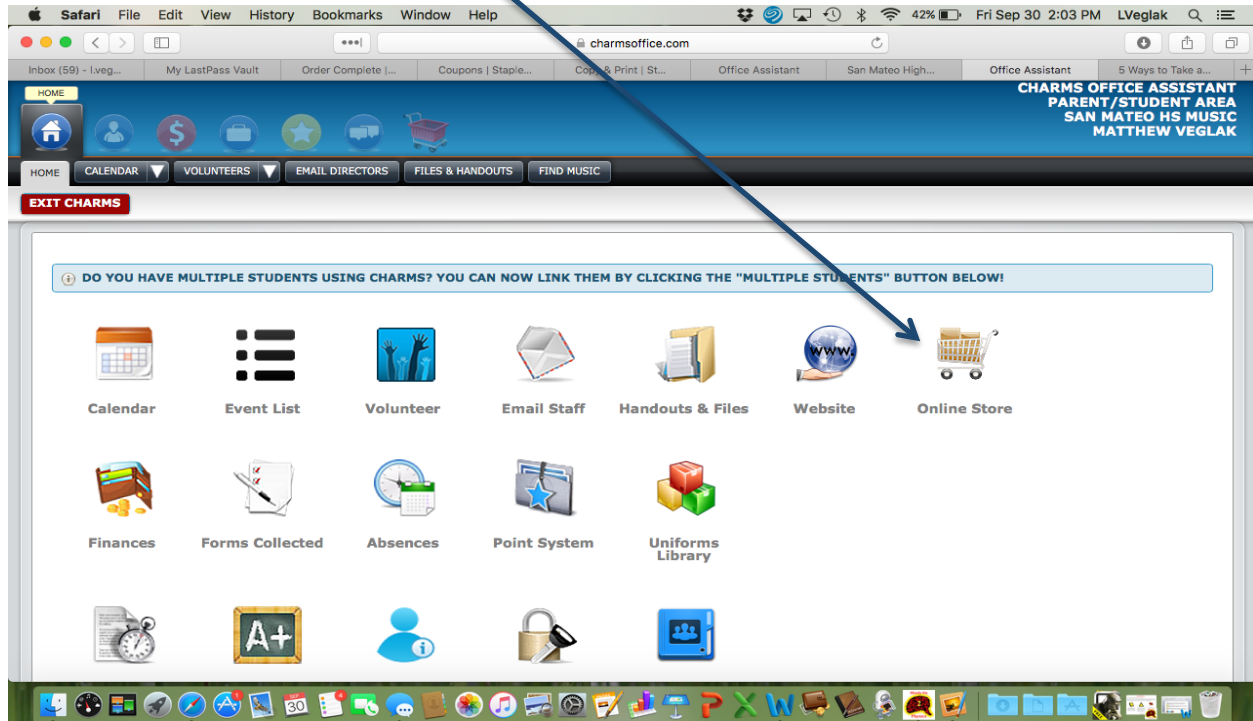 Safari File Edit View History Bookmarks Window Help 42% Fri Sep 30 2:03 PM LVeglak
charmsoffice.com
Inbox (59) – l.veg... My LastPass Vault Order Complete |... Coupons | Staple... Copy & Print | St... Office Assistant San Mateo High... Office Assistant 5 Ways to Take a...
HOME
CHARMS OFFICE ASSISTANT
PARENT/STUDENT AREA
SAN MATEO HS MUSIC
MATTHEW VEGLAK
HOME CALENDAR VOLUNTEERS EMAIL DIRECTORS FILES & HANDOUTS FIND MUSIC
EXIT CHARMS
DO YOU HAVE MULTIPLE STUDENTS USING CHARMS? YOU CAN NOW LINK THEM BY CLICKING THE "MULTIPLE STUDENTS" BUTTON BELOW!
www.
Calendar Event List Volunteer Email Staff Handouts & Files Website Online Store
Finances Forms Collected Absences Point System Uniforms
Library
A+
SEP
30 4